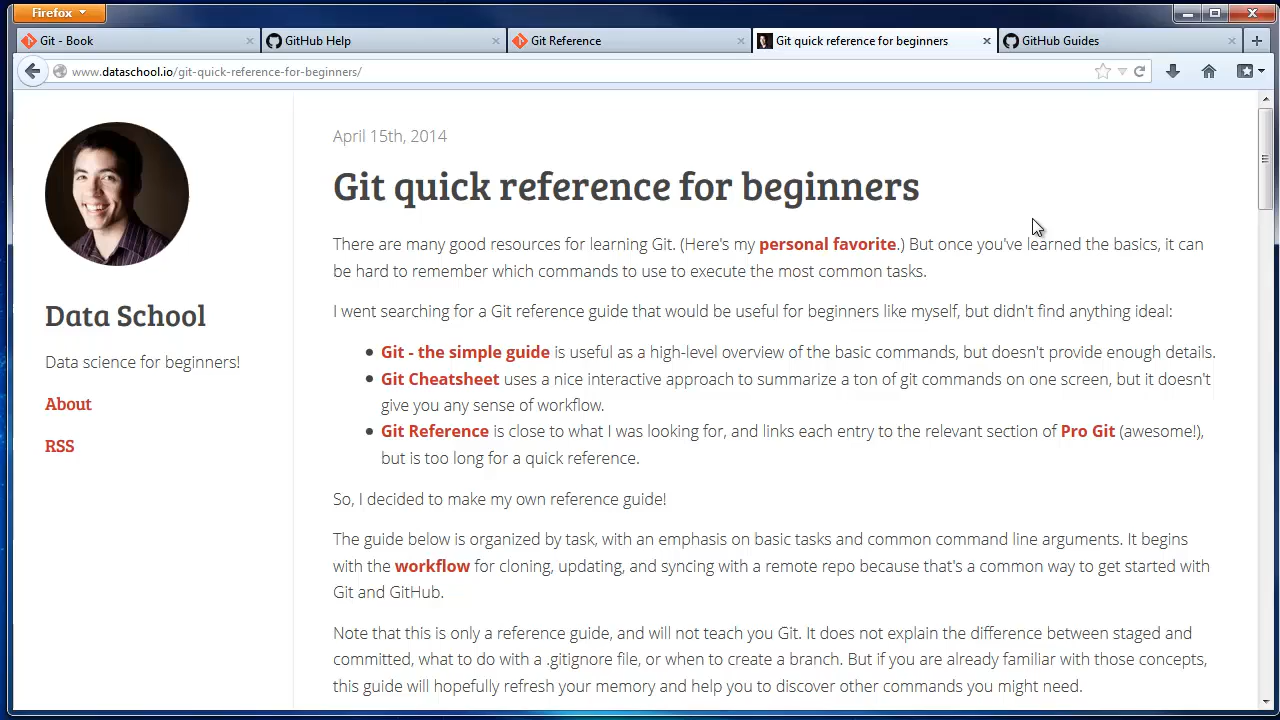 Firefox
Git - Book
GitHub Help
Git Reference
Git quick reference for beginners
GitHub Guides
www.dataschool.io/git-quick-reference-for-beginners/
April 15th, 2014
Git quick reference for beginners
There are many good resources for learning Git. (Here's my personal favorite.) But once you've learned the basics, it can
be hard to remember which commands to use to execute the most common tasks.
I went searching for a Git reference guide that would be useful for beginners like myself, but didn't find anything ideal:
Git - the simple guide is useful as a high-level overview of the basic commands, but doesn't provide enough details.
Git Cheatsheet uses a nice interactive approach to summarize a ton of git commands on one screen, but it doesn't
give you any sense of workflow.
Git Reference is close to what I was looking for, and links each entry to the relevant section of Pro Git (awesome!),
but is too long for a quick reference.
So, I decided to make my own reference guide!
The guide below is organized by task, with an emphasis on basic tasks and common command line arguments. It begins
with the workflow for cloning, updating, and syncing with a remote repo because that's a common way to get started with
Git and GitHub.
Note that this is only a reference guide, and will not teach you Git. It does not explain the difference between staged and
committed, what to do with a .gitignore file, or when to create a branch. But if you are already familiar with those concepts,
this guide will hopefully refresh your memory and help you to discover other commands you might need.
Data School
Data science for beginners!
About
RSS